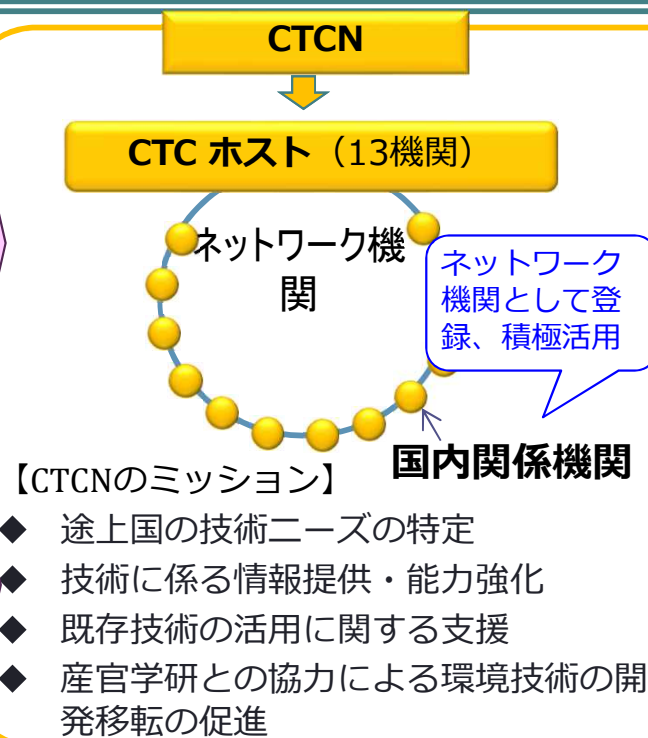 CTCN
CTC ホスト（13機関）
ネットワーク機
関
ネットワーク
機関として登
録、積極活用
国内関係機関
【CTCNのミッション】
◆ 途上国の技術ニーズの特定
◆ 技術に係る情報提供・能力強化
◆ 既存技術の活用に関する支援
◆ 産官学研との協力による環境技術の開
発移転の促進